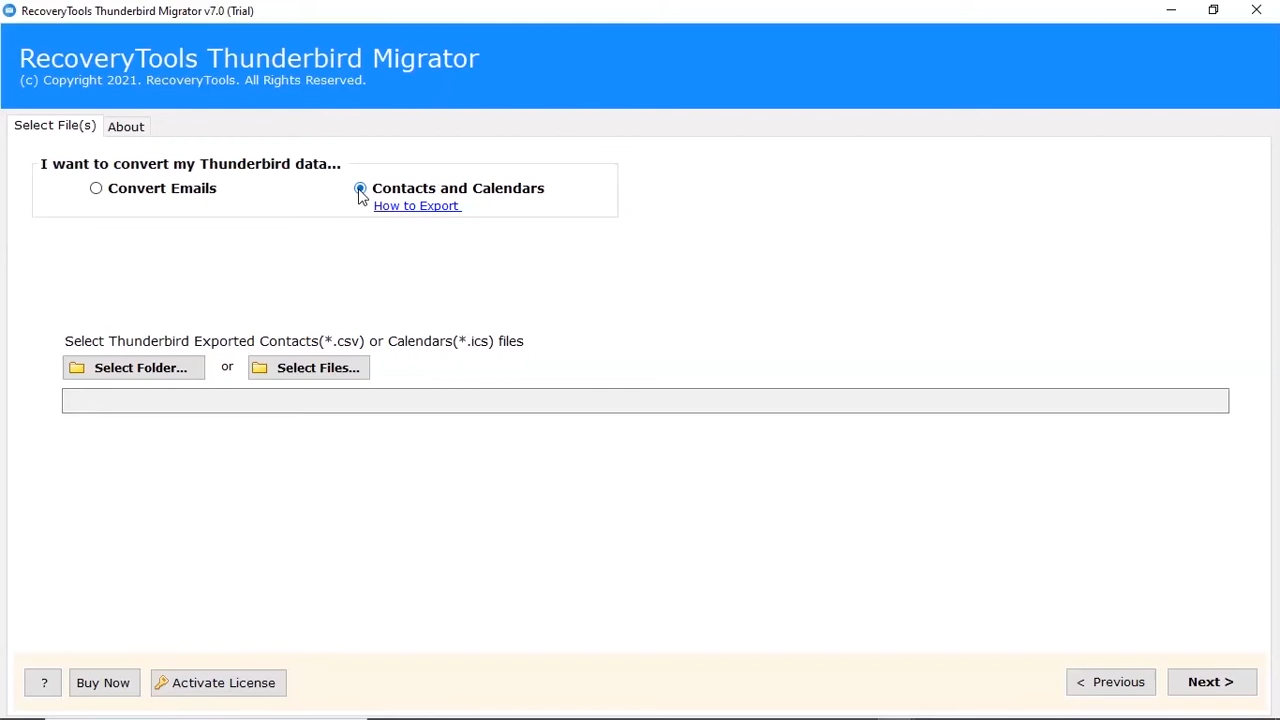 RecoveryTools Thunderbird Migrator v7.0 (Trial)
RecoveryTools Thunderbird Migrator
(c) Copyright 2021. RecoveryTools. All Rights Reserved.
Select File(s) About
I want to convert my Thunderbird data...
Convert Emails Contacts and Calendars
How to Export
Select Thunderbird Exported Contacts(*.csv) or Calendars(*.ics) files
Select Folder... or Select Files...
? Buy Now Activate License < Previous Next >